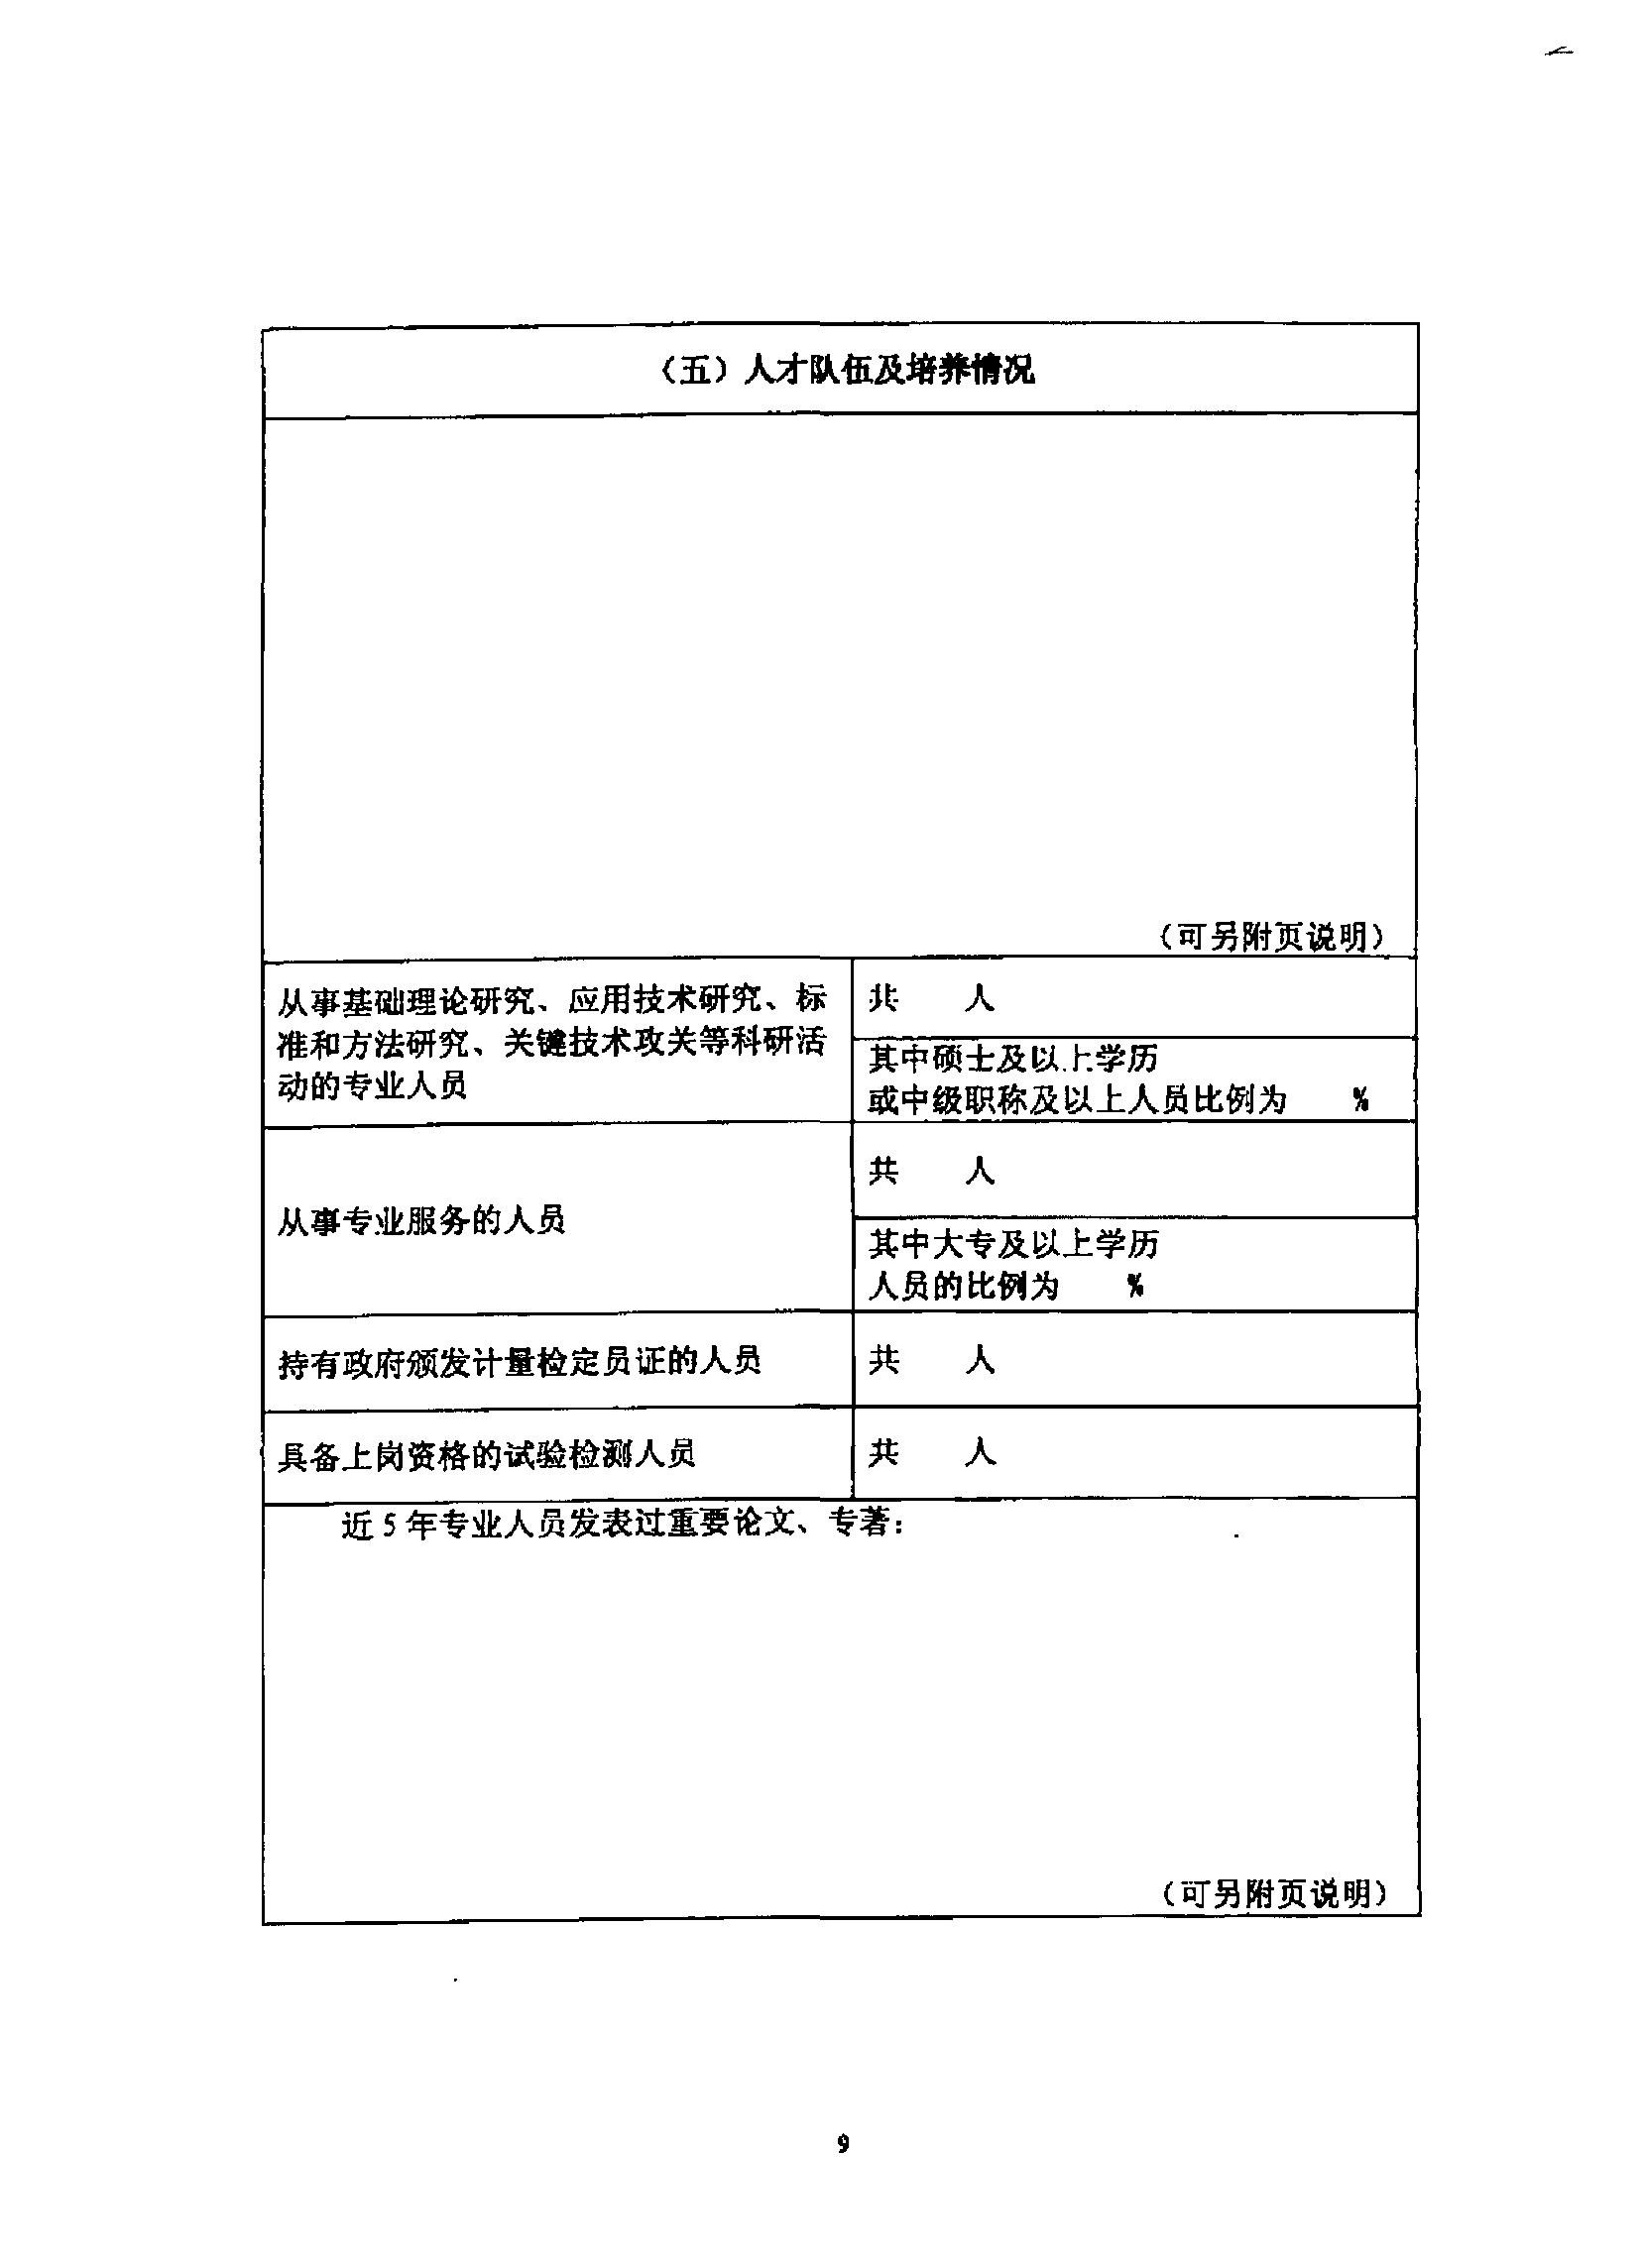 （五）人才队伍及培养情况
（可另附页说明）
从事基础理论研究、应用技术研究、标
准和方法研究、关键技术攻关等科研活
动的专业人员
共 人
其中硕士及以上学历
或中级职称及以上人员比例为 %
从事专业服务的人员
共 人
其中大专及以上学历
人员的比例为 %
持有政府颁发计量检定员证的人员
共 人
具备上岗资格的试验检测人员
共 人
近 5 年专业人员发表过重要论文、专著：
（可另附页说明）
9